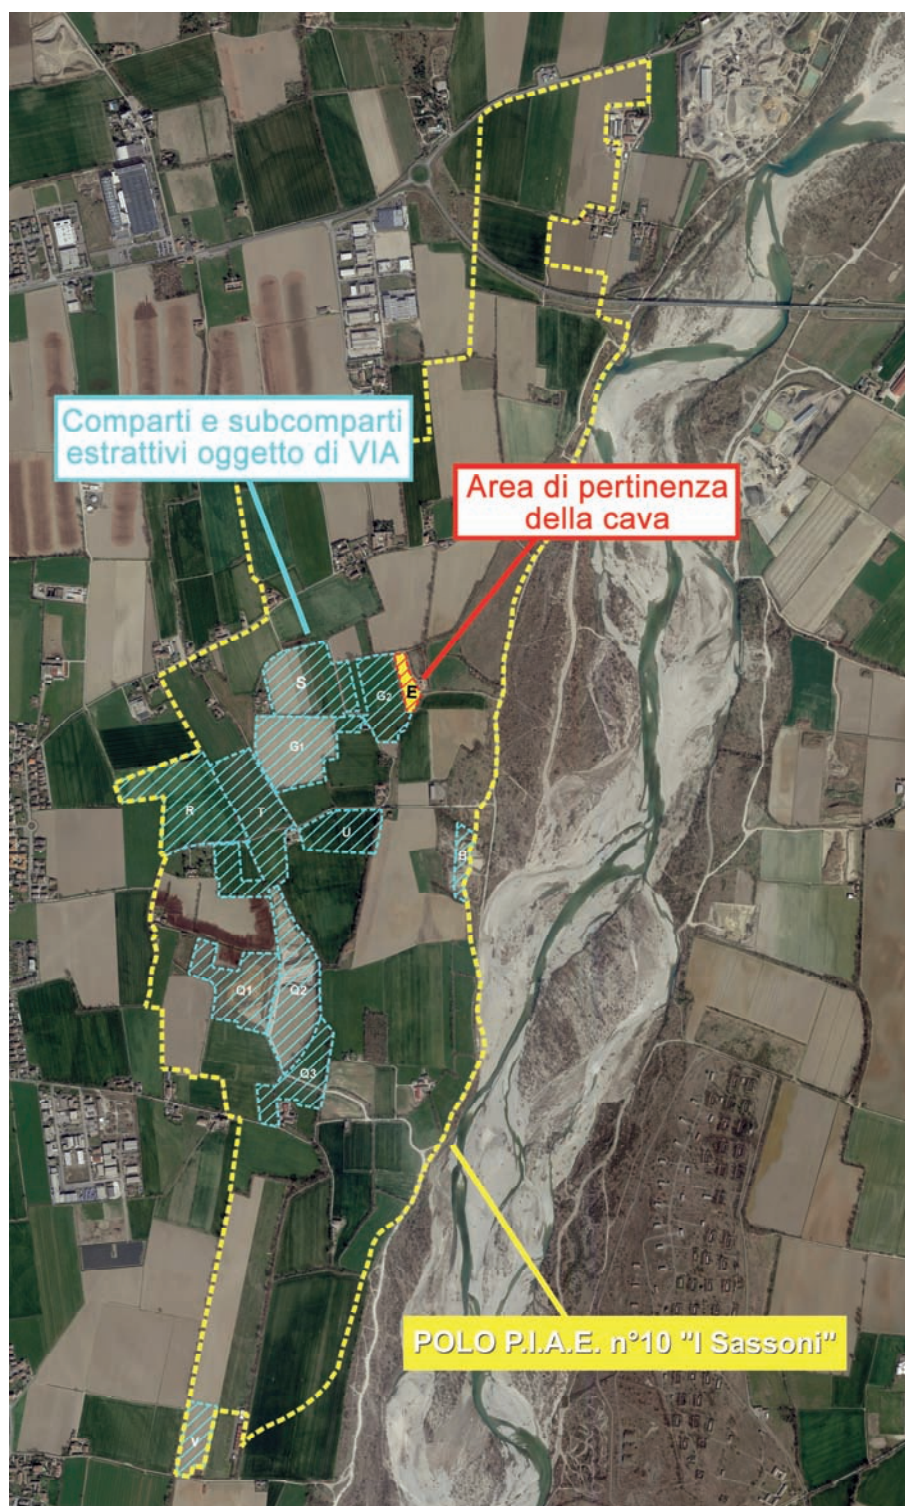 Comparti e subcomparti
estrattivi oggetto di VIA
Area di pertinenza
della cava
S
G2
E
G1
R
T
U
B
Q1
Q2
Q3
POLO P.I.A.E. n°10 "I Sassoni"
V